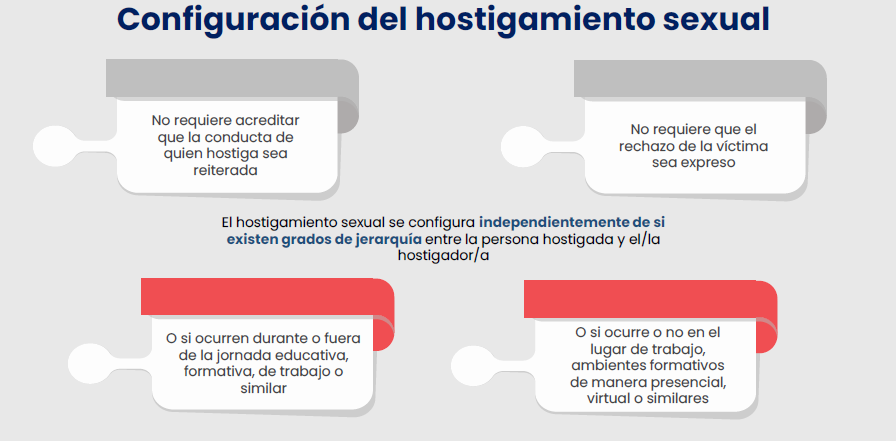 Configuración del hostigamiento sexual
No requiere acreditar
que la conducta de
quien hostiga sea
reiterada
No requiere que el
rechazo de la víctima
sea expreso
El hostigamiento sexual se configura independientemente de si
existen grados de jerarquía entre la persona hostigada y el/la
hostigador/a
O si ocurren durante o fuera
de la jornada educativa,
formativa, de trabajo o
similar
O si ocurre o no en el
lugar de trabajo,
ambientes formativos
de manera presencial,
virtual o similares